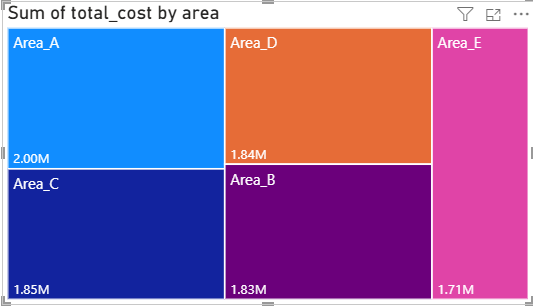 Sum of total_cost by area
Area_A
2.00M
Area_C
1.85M
Area_D
1.84M
Area_B
1.83M
Area_E
1.71M